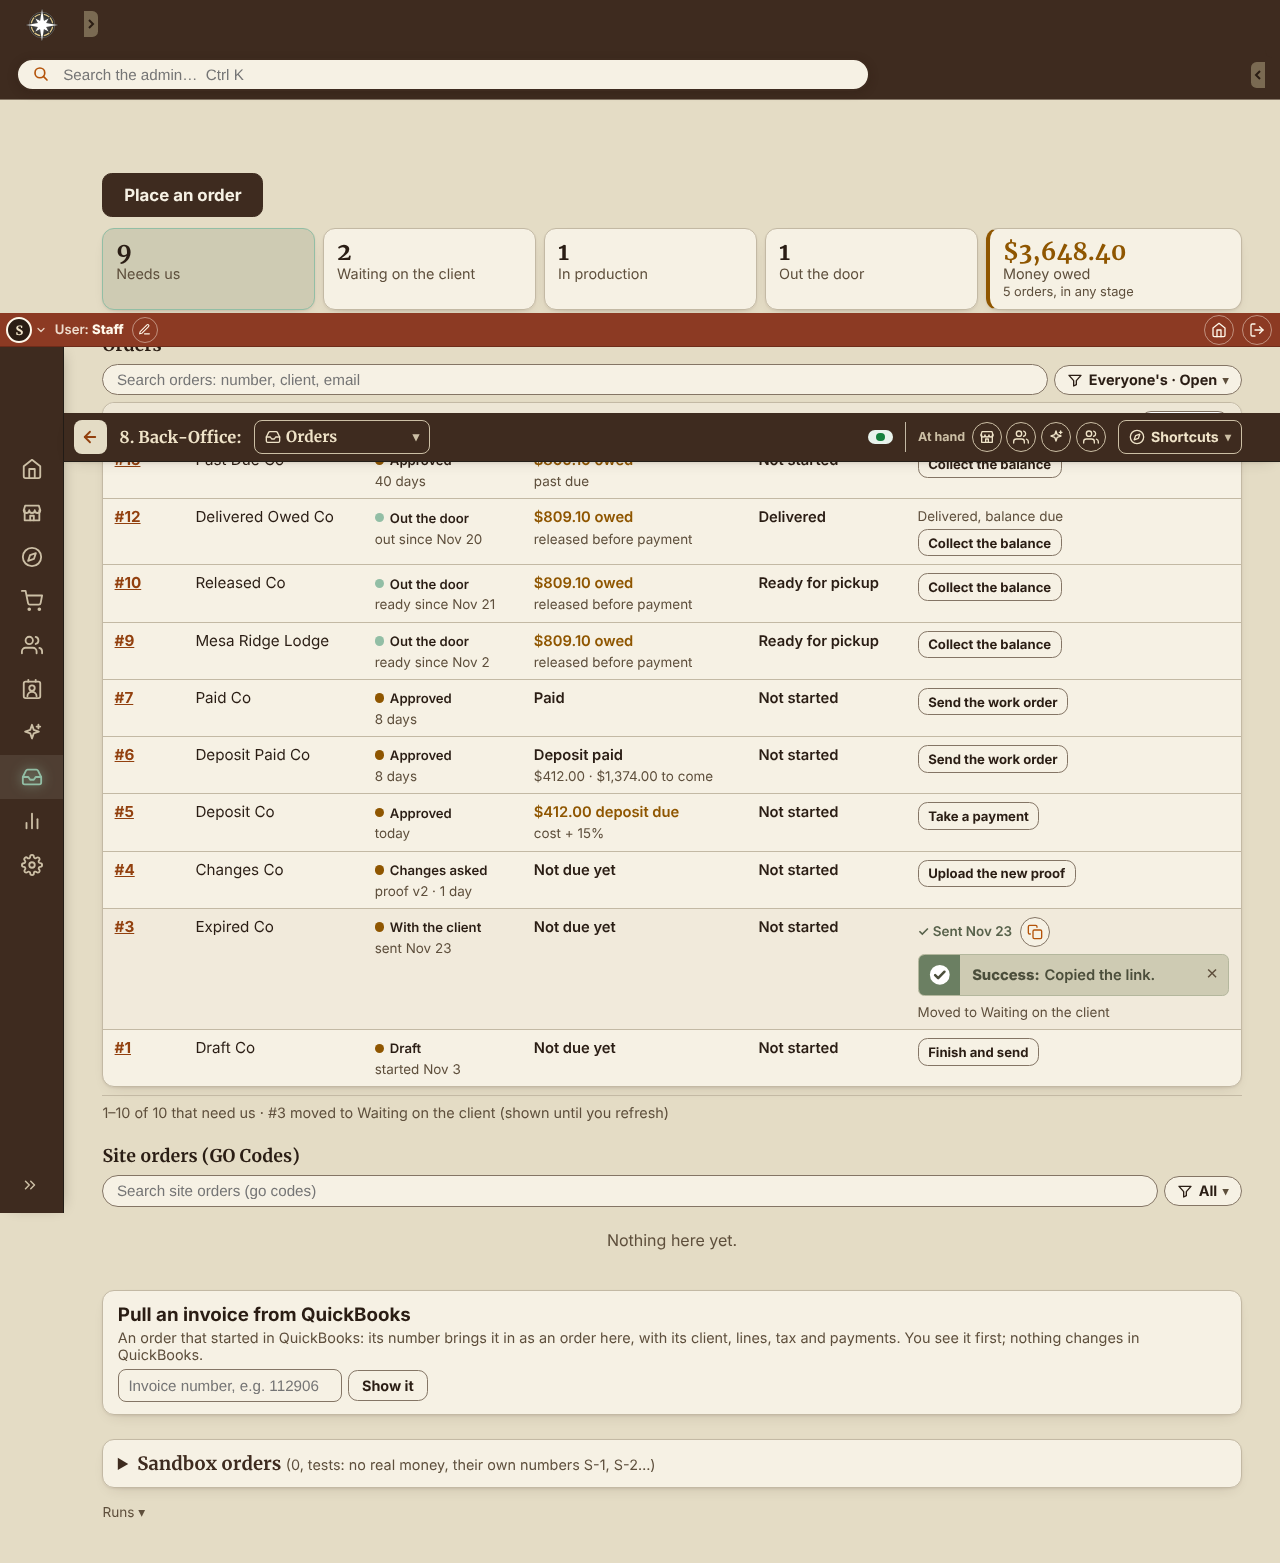 Search the admin… Ctrl K
Place an order
9
Needs us
2
Waiting on the client
1
In production
1
Out the door
$3,648.40
Money owed
5 orders, in any stage
S
User: Staff
Orders
Search orders: number, client, email
Everyone's · Open ▾
8. Back-Office:
Orders ▾
At hand
Shortcuts ▾
#13 Past Due Co Approved $809.10 owed Not started Collect the balance
40 days past due
#12 Delivered Owed Co Out the door $809.10 owed Delivered Delivered, balance due
out since Nov 20 released before payment Collect the balance
#10 Released Co Out the door $809.10 owed Ready for pickup Collect the balance
ready since Nov 21 released before payment
#9 Mesa Ridge Lodge Out the door $809.10 owed Ready for pickup Collect the balance
ready since Nov 2 released before payment
#7 Paid Co Approved Paid Not started Send the work order
8 days
#6 Deposit Paid Co Approved Deposit paid Not started Send the work order
8 days $412.00 · $1,374.00 to come
#5 Deposit Co Approved $412.00 deposit due Not started Take a payment
today cost + 15%
#4 Changes Co Changes asked Not due yet Not started Upload the new proof
proof v2 · 1 day
#3 Expired Co With the client Not due yet Not started ✓ Sent Nov 23
sent Nov 23
Success: Copied the link. ×
Moved to Waiting on the client
#1 Draft Co Draft Not due yet Not started Finish and send
started Nov 3
1–10 of 10 that need us · #3 moved to Waiting on the client (shown until you refresh)
Site orders (GO Codes)
Search site orders (go codes)
All ▾
Nothing here yet.
Pull an invoice from QuickBooks
An order that started in QuickBooks: its number brings it in as an order here, with its client, lines, tax and payments. You see it first; nothing changes in
QuickBooks.
Invoice number, e.g. 112906
Show it
Sandbox orders (0, tests: no real money, their own numbers S-1, S-2…)
Runs ▾